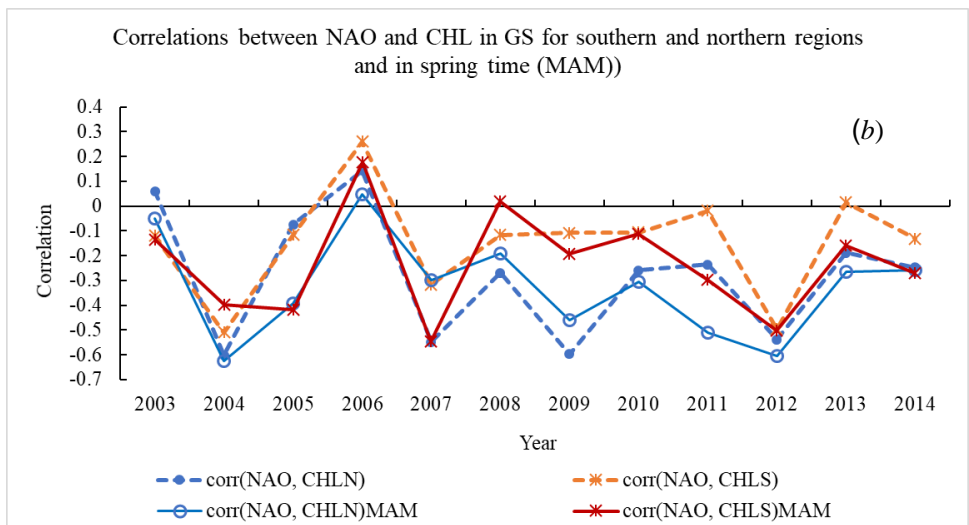 Correlations between NAO and CHL in GS for southern and northern regions
and in spring time (MAM))
(b)
0.4
0.3
0.2
0.1
0
-0.1
-0.2
-0.3
-0.4
-0.5
-0.6
-0.7
Correlation
2003 2004 2005 2006 2007 2008 2009 2010 2011 2012 2013 2014
Year
corr(NAO, CHLN) corr(NAO, CHLS)
corr(NAO, CHLN)MAM corr(NAO, CHLS)MAM